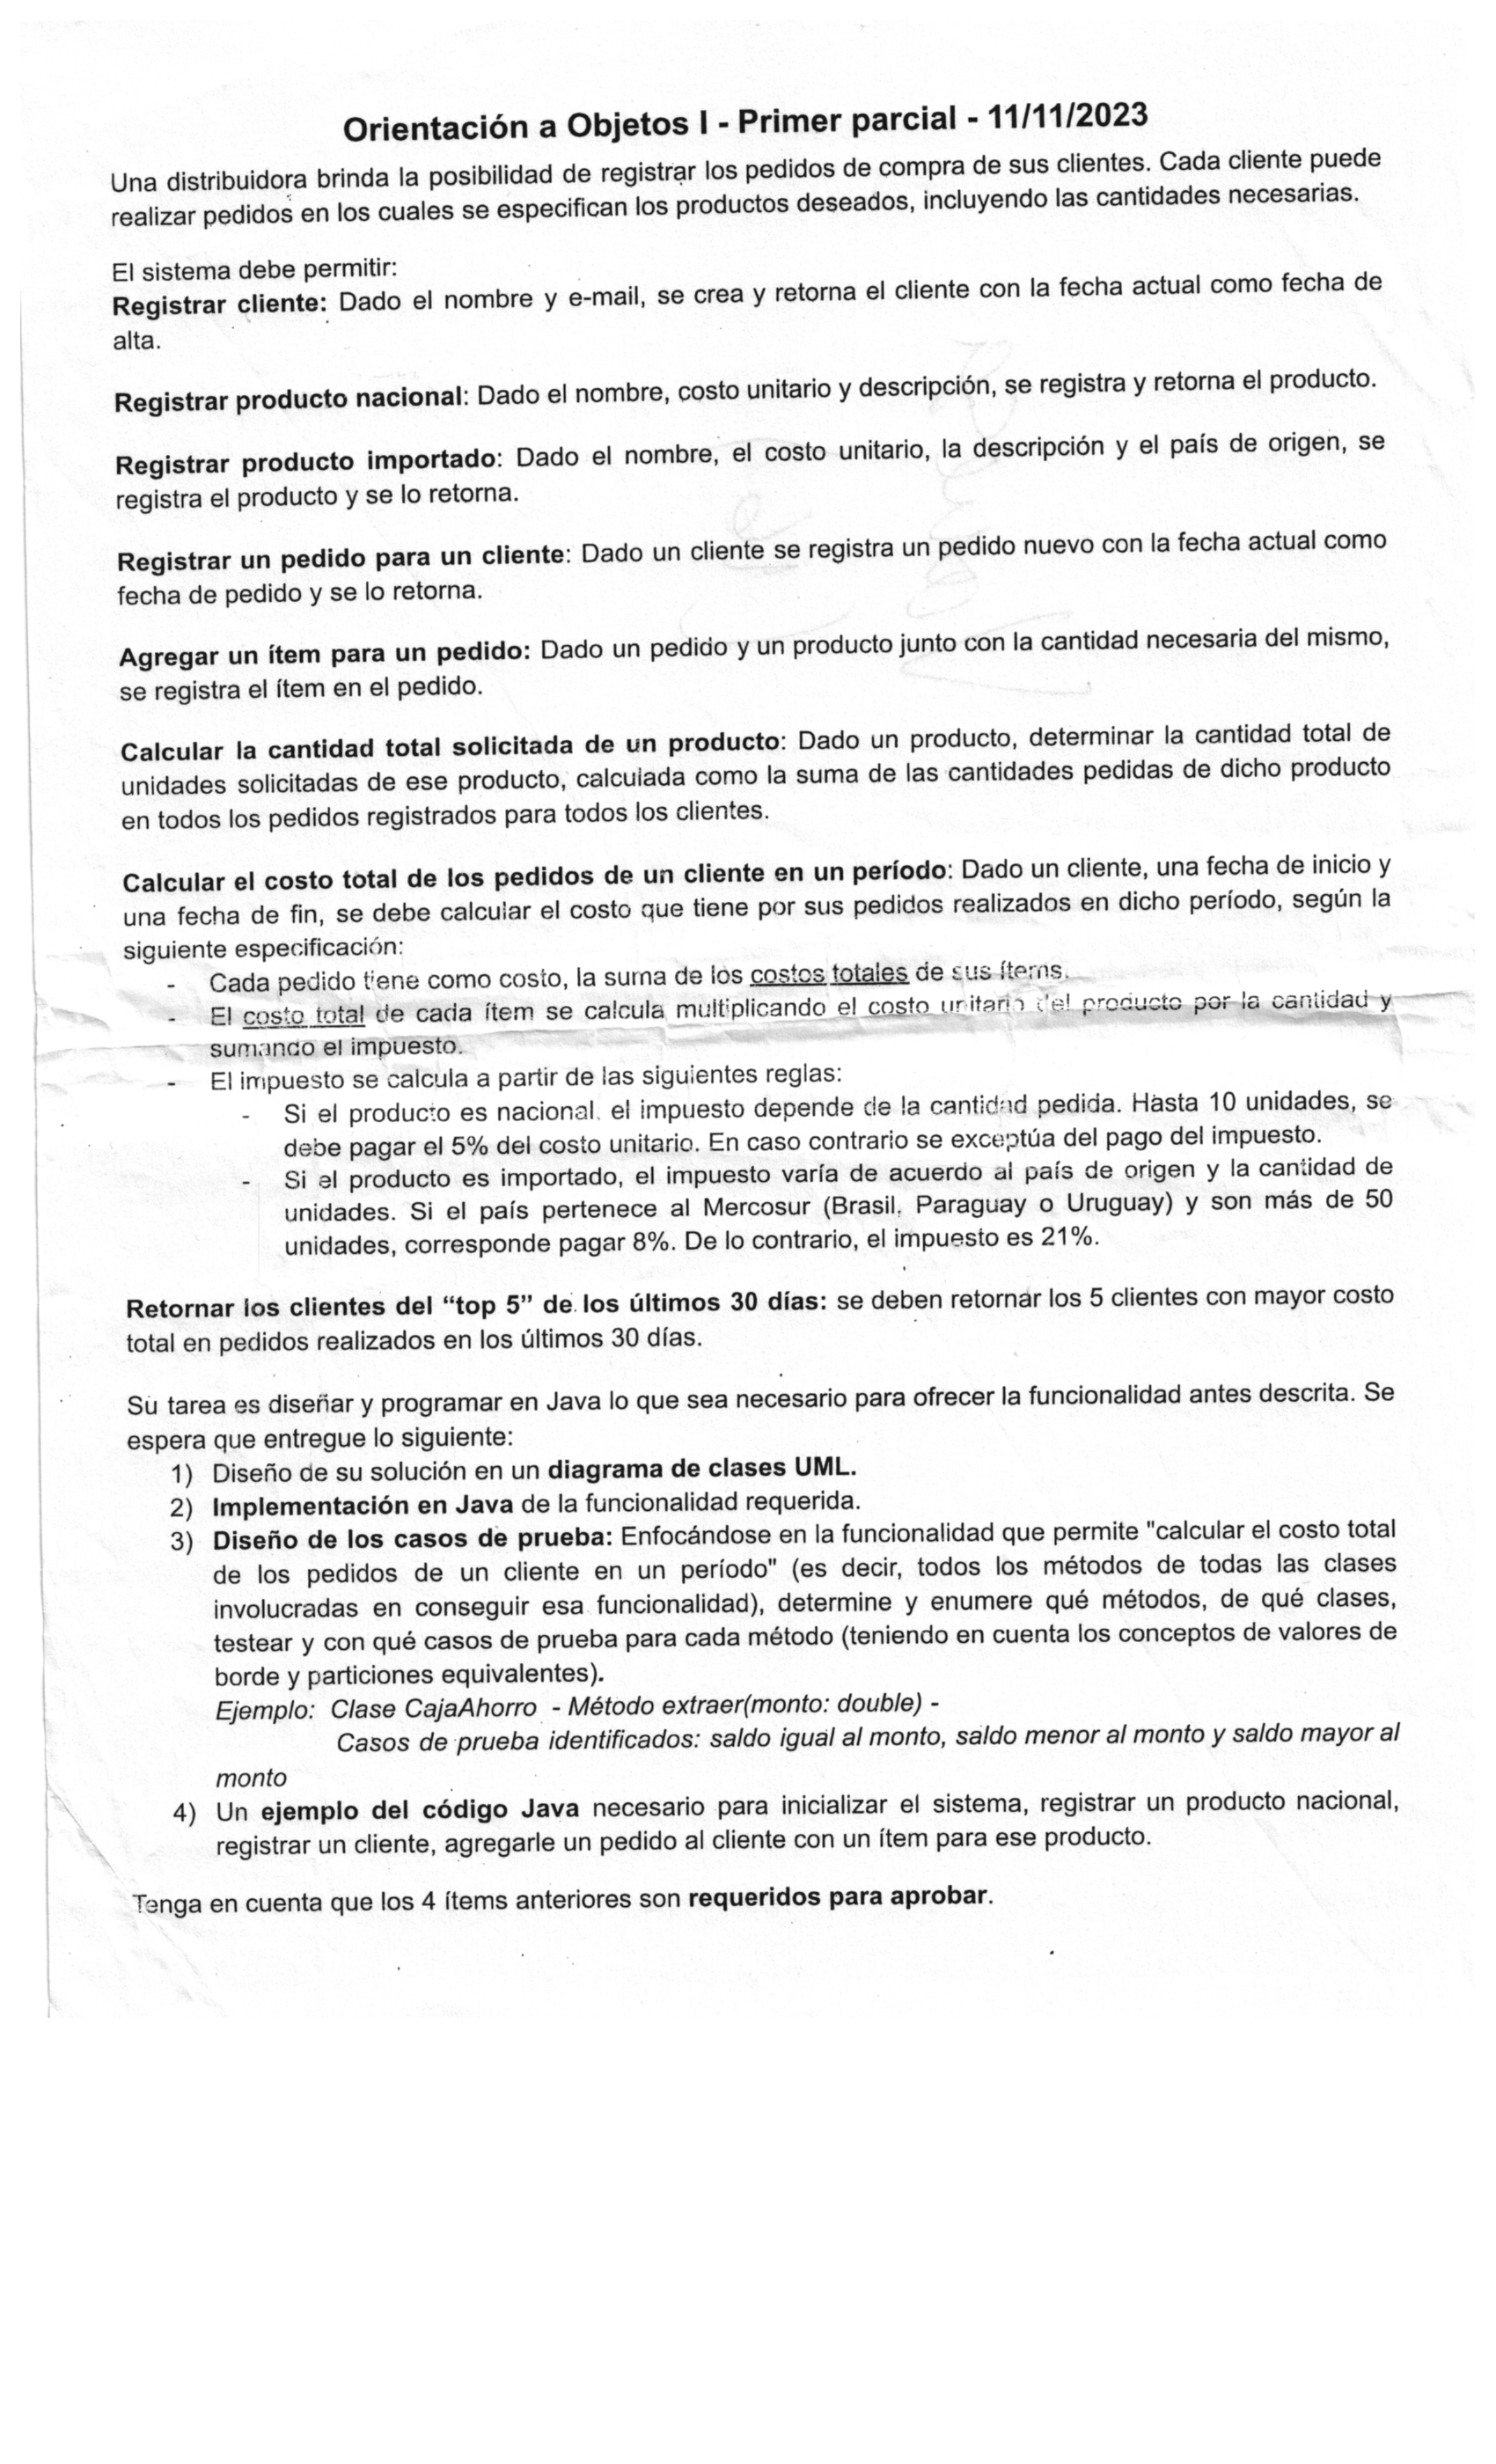 Orientación a Objetos I - Primer parcial - 11/11/2023
Una distribuidora brinda la posibilidad de registrar los pedidos de compra de sus clientes. Cada cliente puede
realizar pedidos en los cuales se especifican los productos deseados, incluyendo las cantidades necesarias.
El sistema debe permitir:
Registrar cliente: Dado el nombre y e-mail, se crea y retorna el cliente con la fecha actual como fecha de
alta.
Registrar producto nacional: Dado el nombre, costo unitario y descripción, se registra y retorna el producto.
Registrar producto importado: Dado el nombre, el costo unitario, la descripción y el país de origen, se
registra el producto y se lo retorna.
Registrar un pedido para un cliente: Dado un cliente se registra un pedido nuevo con la fecha actual como
fecha de pedido y se lo retorna.
Agregar un ítem para un pedido: Dado un pedido y un producto junto con la cantidad necesaria del mismo,
se registra el ítem en el pedido.
Calcular la cantidad total solicitada de un producto: Dado un producto, determinar la cantidad total de
unidades solicitadas de ese producto, calculada como la suma de las cantidades pedidas de dicho producto
en todos los pedidos registrados para todos los clientes.
Calcular el costo total de los pedidos de un cliente en un período: Dado un cliente, una fecha de inicio y
una fecha de fin, se debe calcular el costo que tiene por sus pedidos realizados en dicho período, según la
siguiente especificación:
- Cada pedido tiene como costo, la suma de los costos totales de sus ítems.
- El costo total de cada ítem se calcula multiplicando el costo unitario del producto por la cantidad y
sumando el impuesto.
- El impuesto se calcula a partir de las siguientes reglas:
- Si el producto es nacional, el impuesto depende de la cantidad pedida. Hasta 10 unidades, se
debe pagar el 5% del costo unitario. En caso contrario se exceptúa del pago del impuesto.
- Si el producto es importado, el impuesto varía de acuerdo al país de origen y la cantidad de
unidades. Si el país pertenece al Mercosur (Brasil, Paraguay o Uruguay) y son más de 50
unidades, corresponde pagar 8%. De lo contrario, el impuesto es 21%.
Retornar los clientes del “top 5” de los últimos 30 días: se deben retornar los 5 clientes con mayor costo
total en pedidos realizados en los últimos 30 días.
Su tarea es diseñar y programar en Java lo que sea necesario para ofrecer la funcionalidad antes descrita. Se
espera que entregue lo siguiente:
1) Diseño de su solución en un diagrama de clases UML.
2) Implementación en Java de la funcionalidad requerida.
3) Diseño de los casos de prueba: Enfocándose en la funcionalidad que permite "calcular el costo total
de los pedidos de un cliente en un período" (es decir, todos los métodos de todas las clases
involucradas en conseguir esa funcionalidad), determine y enumere qué métodos, de qué clases,
testear y con qué casos de prueba para cada método (teniendo en cuenta los conceptos de valores de
borde y particiones equivalentes).
Ejemplo: Clase CajaAhorro - Método extraer(monto: double) -
Casos de prueba identificados: saldo igual al monto, saldo menor al monto y saldo mayor al
monto
4) Un ejemplo del código Java necesario para inicializar el sistema, registrar un producto nacional,
registrar un cliente, agregarle un pedido al cliente con un ítem para ese producto.
Tenga en cuenta que los 4 ítems anteriores son requeridos para aprobar.